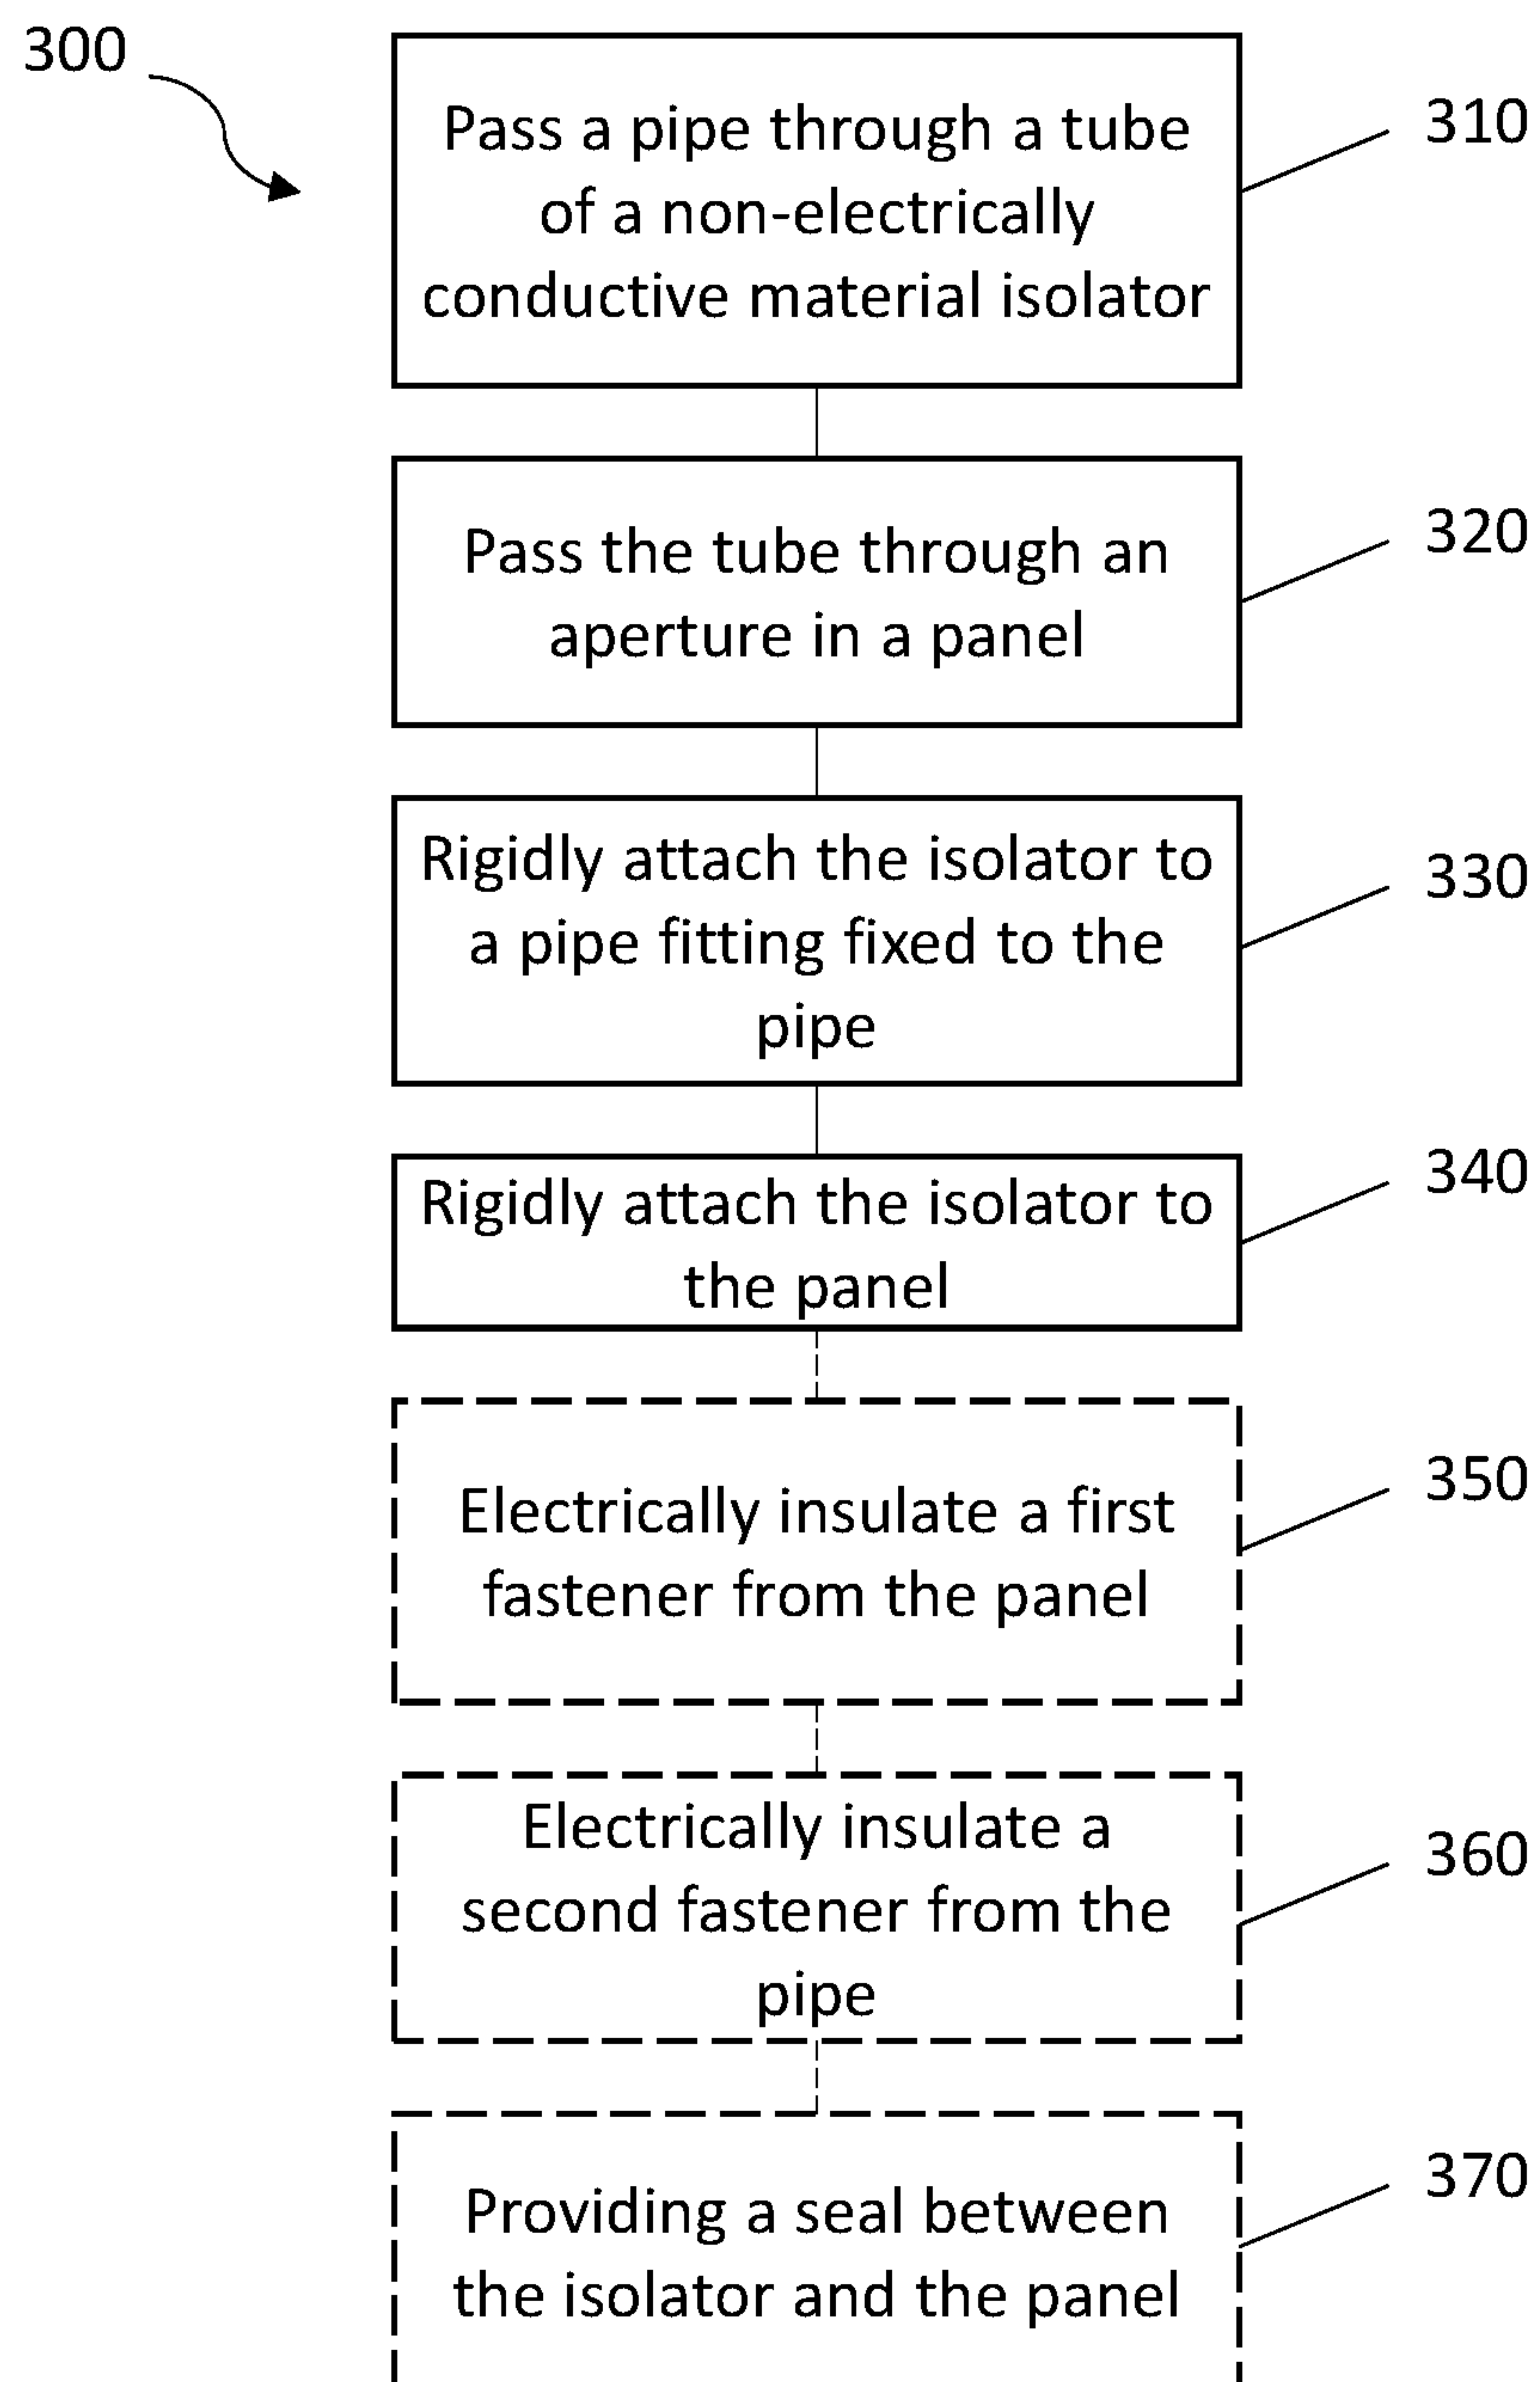 300
Pass a pipe through a tube
of a non-electrically
conductive material isolator
310
Pass the tube through an
aperture in a panel
320
Rigidly attach the isolator to
a pipe fitting fixed to the
pipe
330
Rigidly attach the isolator to
the panel
340
Electrically insulate a first
fastener from the panel
350
Electrically insulate a
second fastener from the
pipe
360
Providing a seal between
the isolator and the panel
370